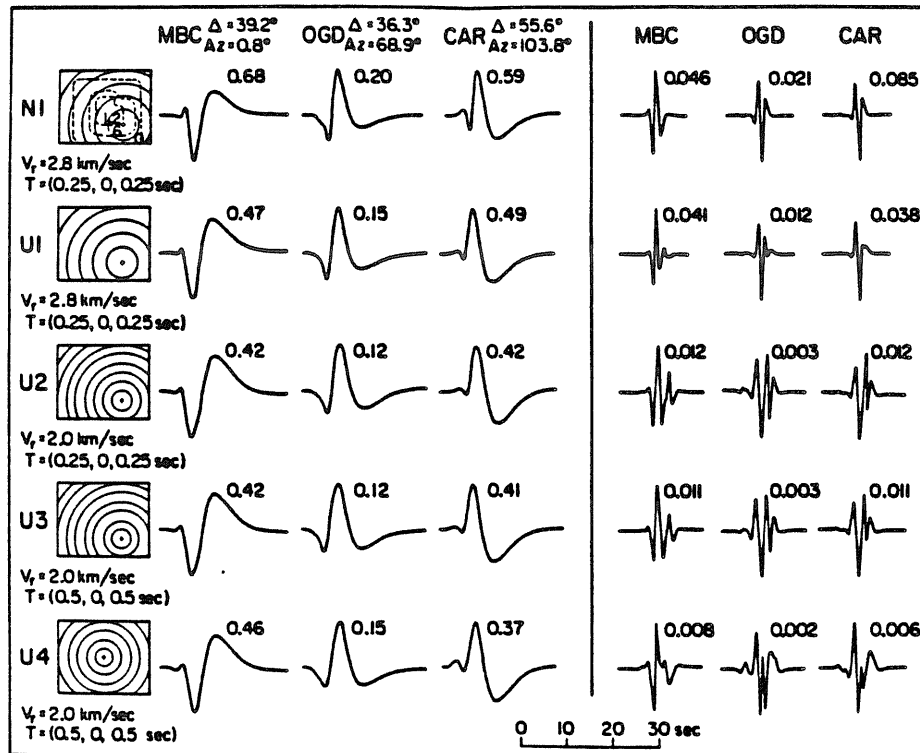 MBC Δ=39.2° Az=0.8° OGD Δ=36.3° Az=68.9° CAR Δ=55.6° Az=103.8° MBC OGD CAR
N1 0.68 0.20 0.59 0.046 0.021 0.085
Vr=2.8 km/sec
T=(0.25, 0, 0.25sec)
U1 0.47 0.15 0.49 0.041 0.012 0.038
Vr=2.8 km/sec
T=(0.25, 0, 0.25 sec)
U2 0.42 0.12 0.42 0.012 0.003 0.012
Vr=2.0 km/sec
T=(0.25, 0, 0.25 sec)
U3 0.42 0.12 0.41 0.011 0.003 0.011
Vr=2.0 km/sec
T=(0.5, 0, 0.5 sec)
U4 0.46 0.15 0.37 0.008 0.002 0.006
Vr=2.0 km/sec
T=(0.5, 0, 0.5 sec)
0 10 20 30 sec